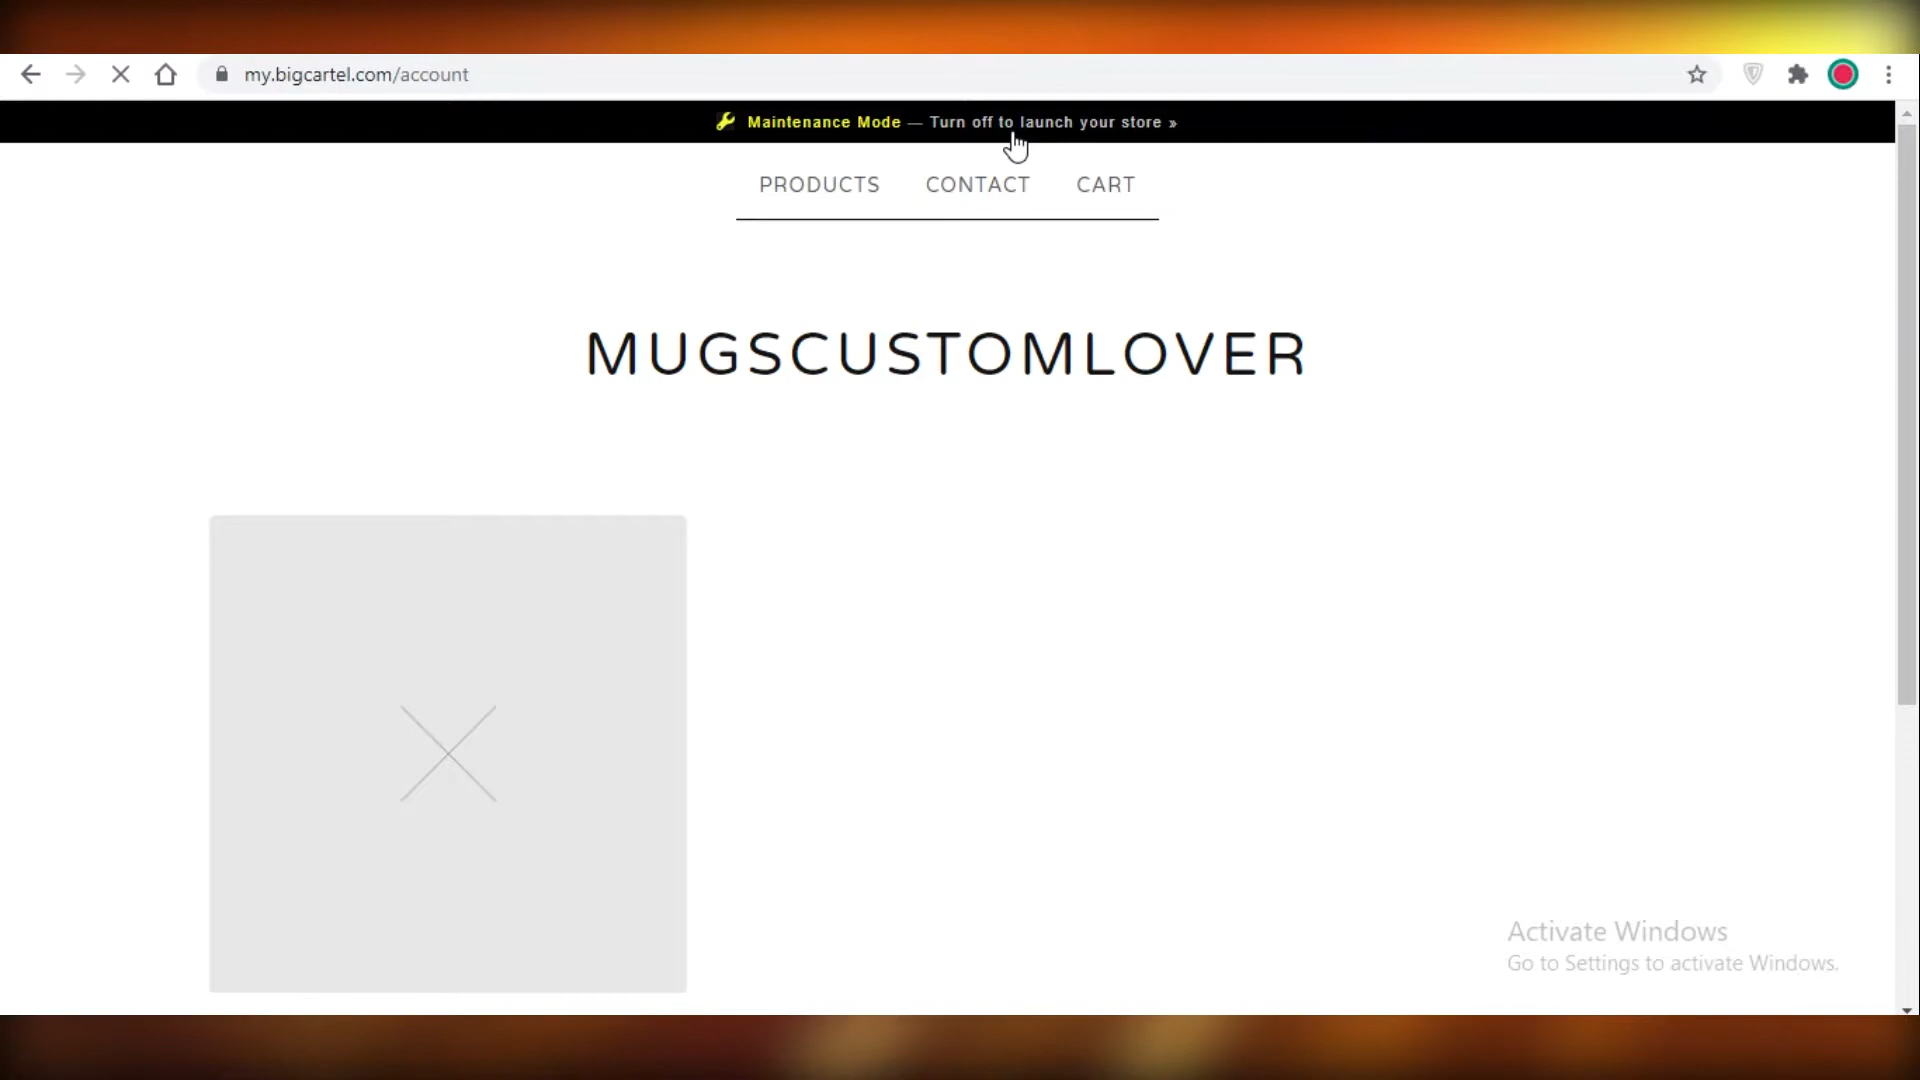 my.bigcartel.com/account
Maintenance Mode — Turn off to launch your store »
PRODUCTS CONTACT CART
MUGSCUSTOMLOVER
Activate Windows
Go to Settings to activate Windows.